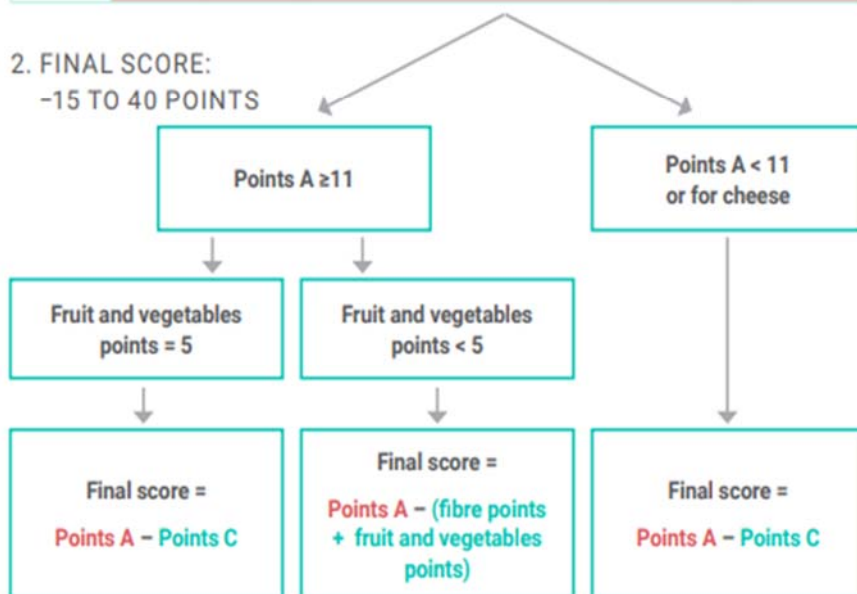 2. FINAL SCORE:
−15 TO 40 POINTS
Points A ≥11
Points A < 11
or for cheese
Fruit and vegetables
points = 5
Fruit and vegetables
points < 5
Final score =
Points A − Points C
Final score =
Points A − (fibre points
+ fruit and vegetables
points)
Final score =
Points A − Points C